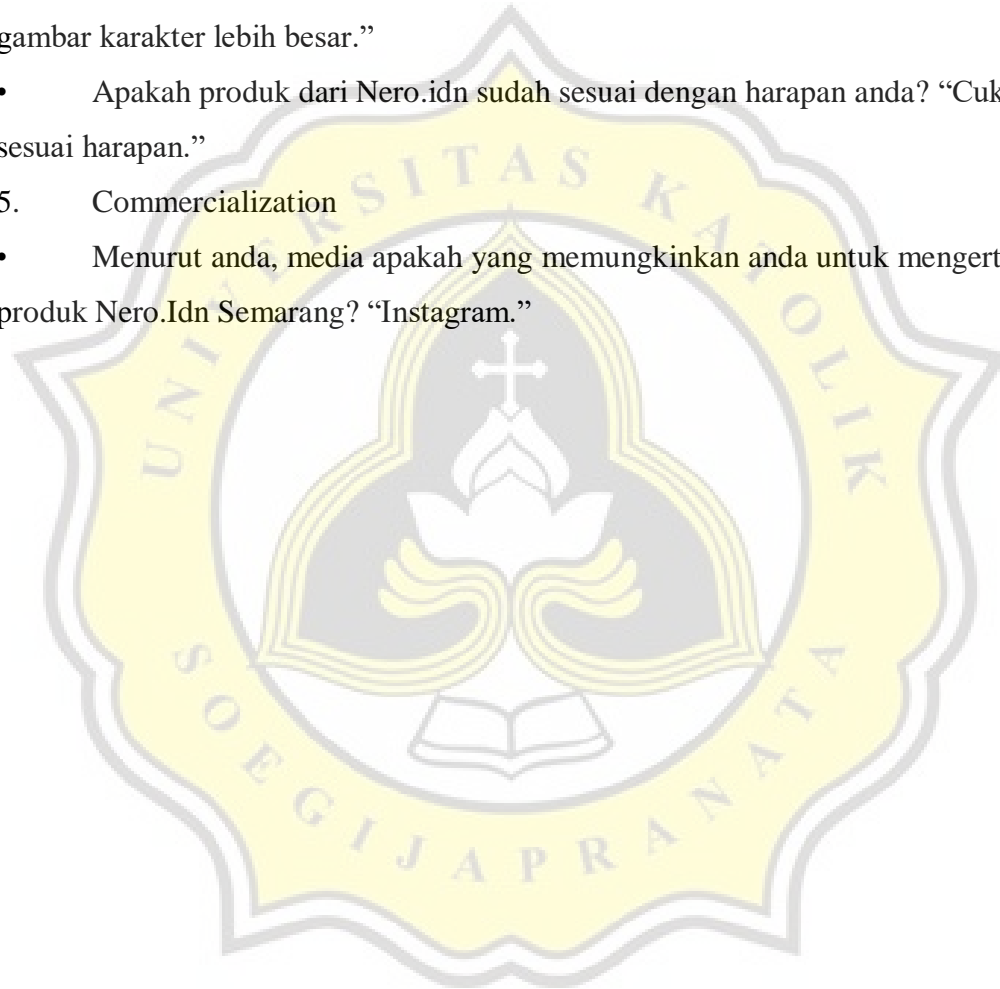 gambar karakter lebih besar.”
• Apakah produk dari Nero.idn sudah sesuai dengan harapan anda? “Cuk
sesuai harapan.”
5. Commercialization
• Menurut anda, media apakah yang memungkinkan anda untuk mengert
produk Nero.Idn Semarang? “Instagram.”
UNIVERSITAS KATOLIK
SOEGIJAPRANATA